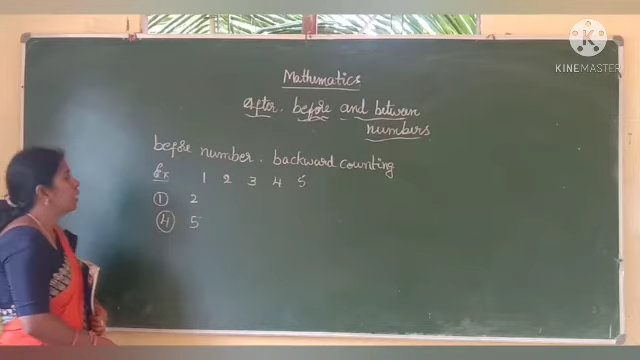 Mathematics
After, before and between
numbers
before number. backward counting
Ex 1 2 3 4 5
① 2
④ 5
KINEMASTER